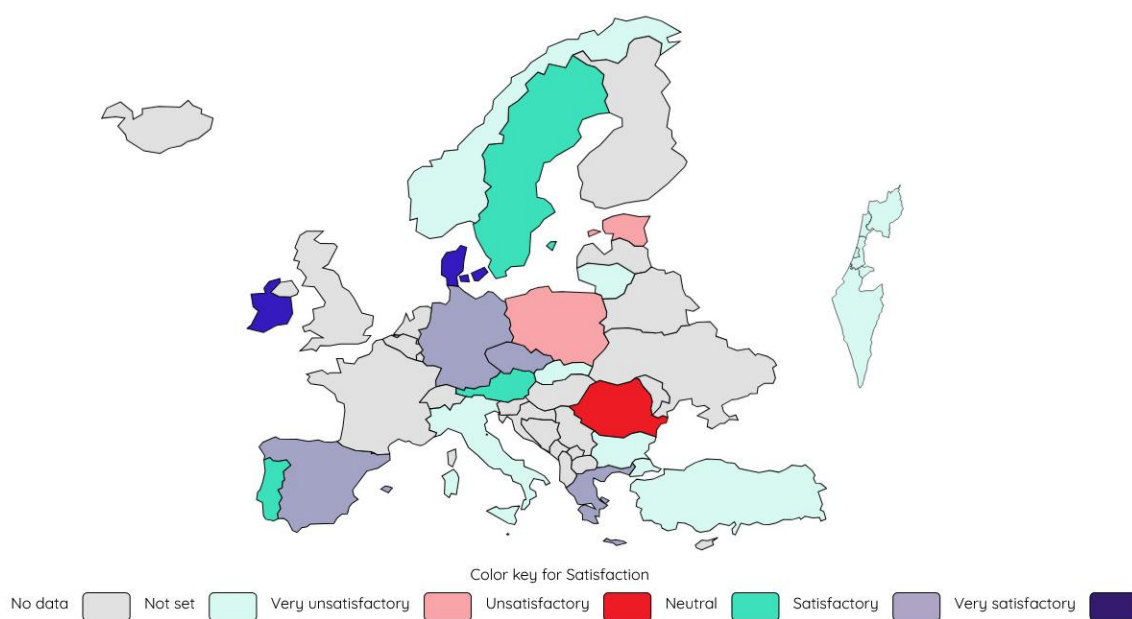 Color key for Satisfaction
No data Not set Very unsatisfactory Unsatisfactory Neutral Satisfactory Very satisfactory